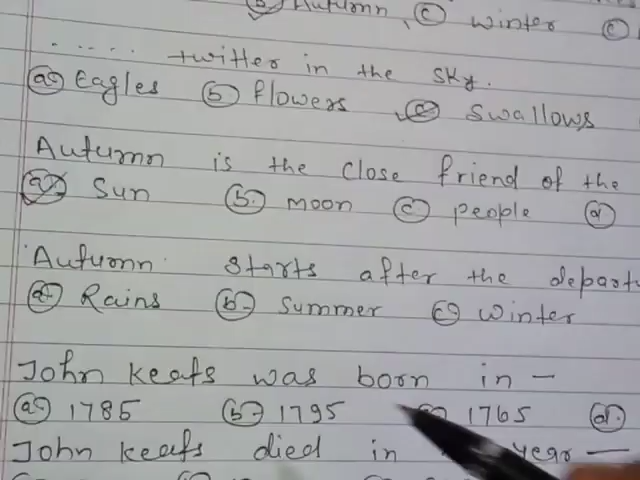 (b) Autumn (c) Winter (
..... twitter in the sky.
(a) Eagles (b) flowers (c) Swallows
Autumn is the close friend of the
(a) Sun (b) moon (c) people (d)
Autumn starts after the depart
(a) Rains (b) Summer (c) Winter
John Keats was born in –
(a) 1785 (b) 1795 (c) 1765 (d)
John Keats died in year –